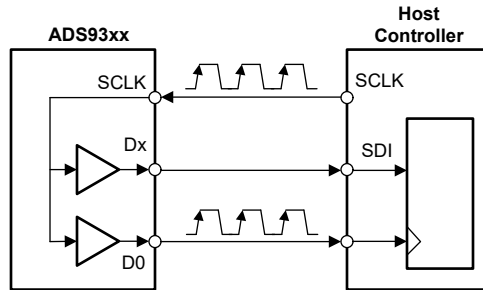 Host
Controller
ADS93xx
SCLK
SCLK
Dx
SDI
D0